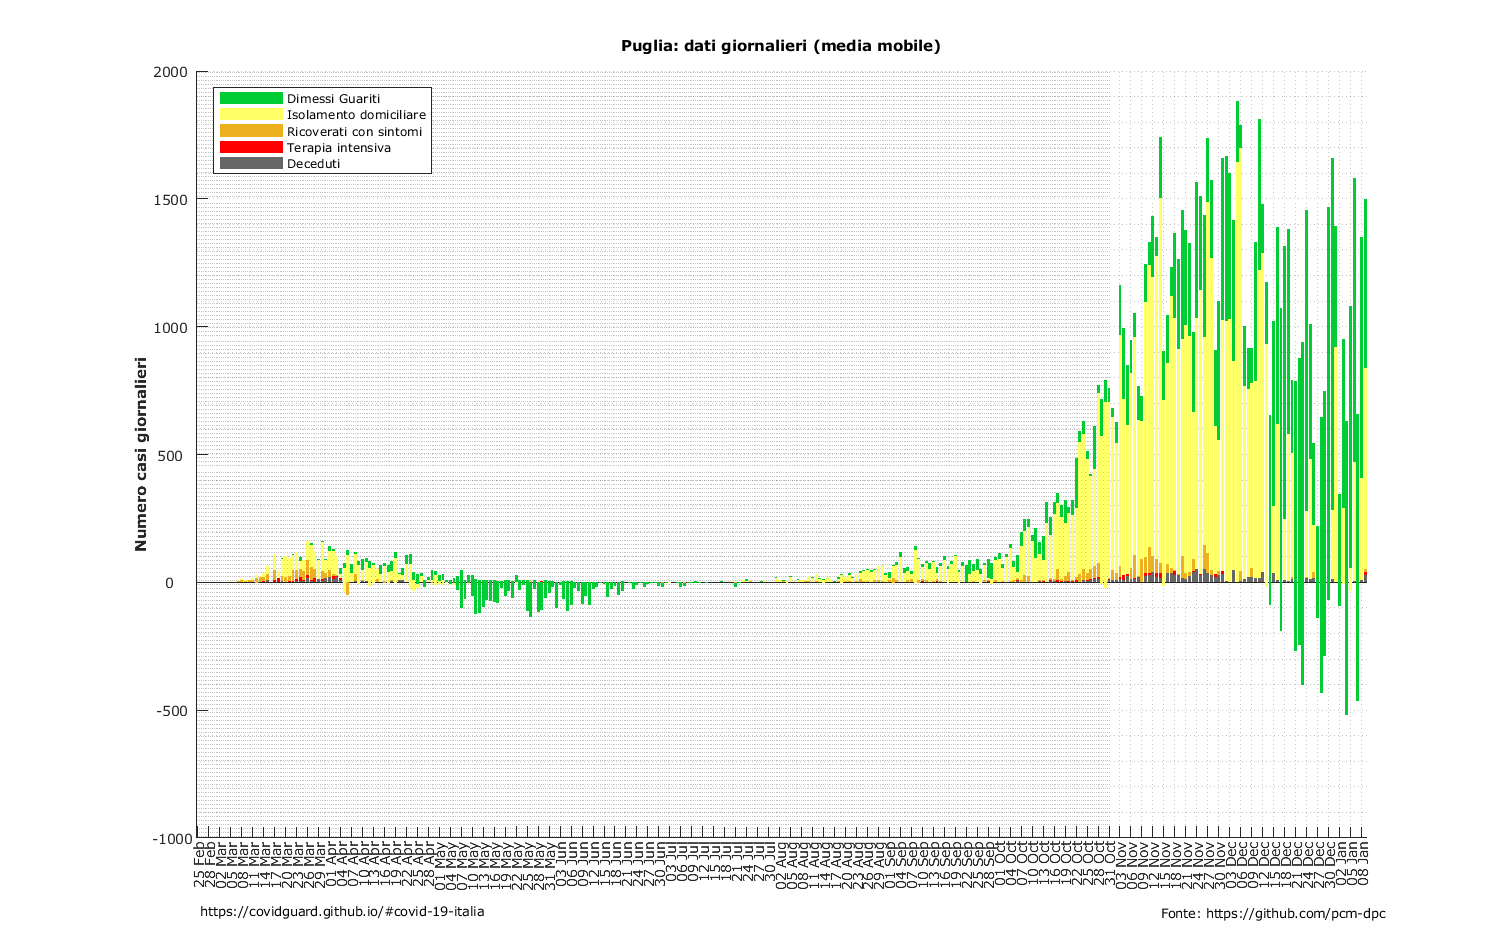 Puglia: dati giornalieri (media mobile)
2000
1500
1000
500
0
-500
-1000
Numero casi giornalieri
Dimessi Guariti
Isolamento domiciliare
Ricoverati con sintomi
Terapia intensiva
Deceduti
25 Feb
28 Feb
02 Mar
05 Mar
08 Mar
11 Mar
14 Mar
17 Mar
20 Mar
23 Mar
26 Mar
29 Mar
01 Apr
04 Apr
07 Apr
10 Apr
13 Apr
16 Apr
19 Apr
22 Apr
25 Apr
28 Apr
01 May
04 May
07 May
10 May
13 May
16 May
19 May
22 May
25 May
28 May
31 May
03 Jun
06 Jun
09 Jun
12 Jun
15 Jun
18 Jun
21 Jun
24 Jun
27 Jun
30 Jun
03 Jul
06 Jul
09 Jul
12 Jul
15 Jul
18 Jul
21 Jul
24 Jul
27 Jul
30 Jul
02 Aug
05 Aug
08 Aug
11 Aug
14 Aug
17 Aug
20 Aug
23 Aug
26 Aug
29 Aug
01 Sep
04 Sep
07 Sep
10 Sep
13 Sep
16 Sep
19 Sep
22 Sep
25 Sep
28 Sep
01 Oct
04 Oct
07 Oct
10 Oct
13 Oct
16 Oct
19 Oct
22 Oct
25 Oct
28 Oct
31 Oct
03 Nov
06 Nov
09 Nov
12 Nov
15 Nov
18 Nov
21 Nov
24 Nov
27 Nov
30 Nov
03 Dec
06 Dec
09 Dec
12 Dec
15 Dec
18 Dec
21 Dec
24 Dec
27 Dec
30 Dec
02 Jan
05 Jan
08 Jan
https://covidguard.github.io/#covid-19-italia
Fonte: https://github.com/pcm-dpc